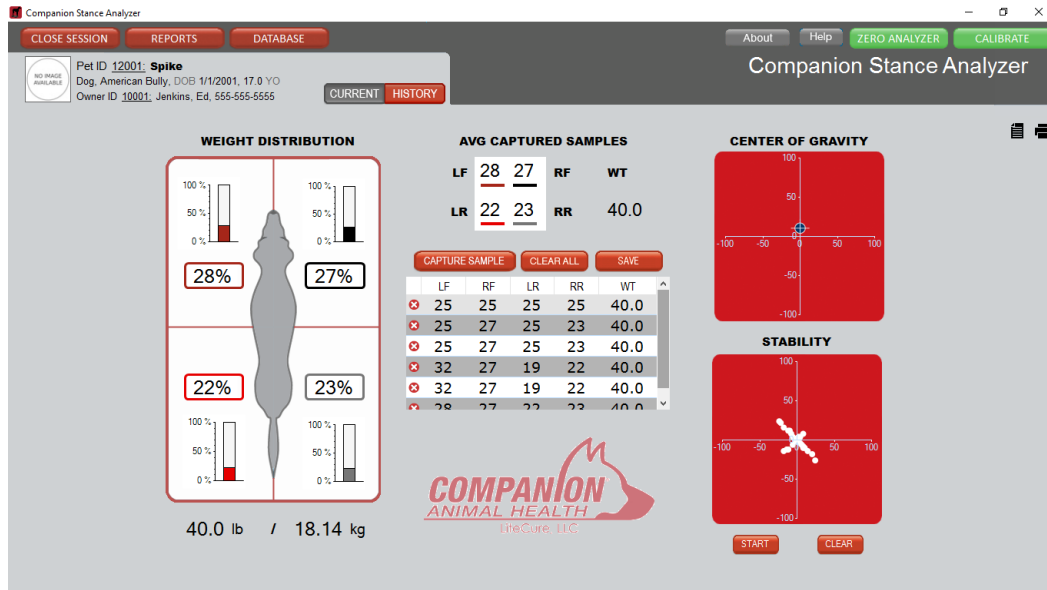 Companion Stance Analyzer
CLOSE SESSION REPORTS DATABASE About Help ZERO ANALYZER CALIBRATE
NO IMAGE
AVAILABLE
Pet ID 12001: Spike
Dog, American Bully, DOB 1/1/2001, 17.0 YO
Owner ID 10001: Jenkins, Ed, 555-555-5555
CURRENT HISTORY
Companion Stance Analyzer
WEIGHT DISTRIBUTION
100 % 100 %
50 % 50 %
0 % 0 %
28% 27%
22% 23%
100 % 100 %
50 % 50 %
0 % 0 %
40.0 lb / 18.14 kg
AVG CAPTURED SAMPLES
LF 28 27 RF WT
LR 22 23 RR 40.0
CAPTURE SAMPLE CLEAR ALL SAVE
LF RF LR RR WT
25 25 25 25 40.0
25 27 25 23 40.0
25 27 25 23 40.0
32 27 19 22 40.0
32 27 19 22 40.0
28 27 22 23 40.0
COMPANION
ANIMAL HEALTH
LiteCure, LLC
CENTER OF GRAVITY
100
50
0
-100 -50 0 50 100
-50
-100
STABILITY
100
50
-100 -50 50 100
-50
-100
START CLEAR